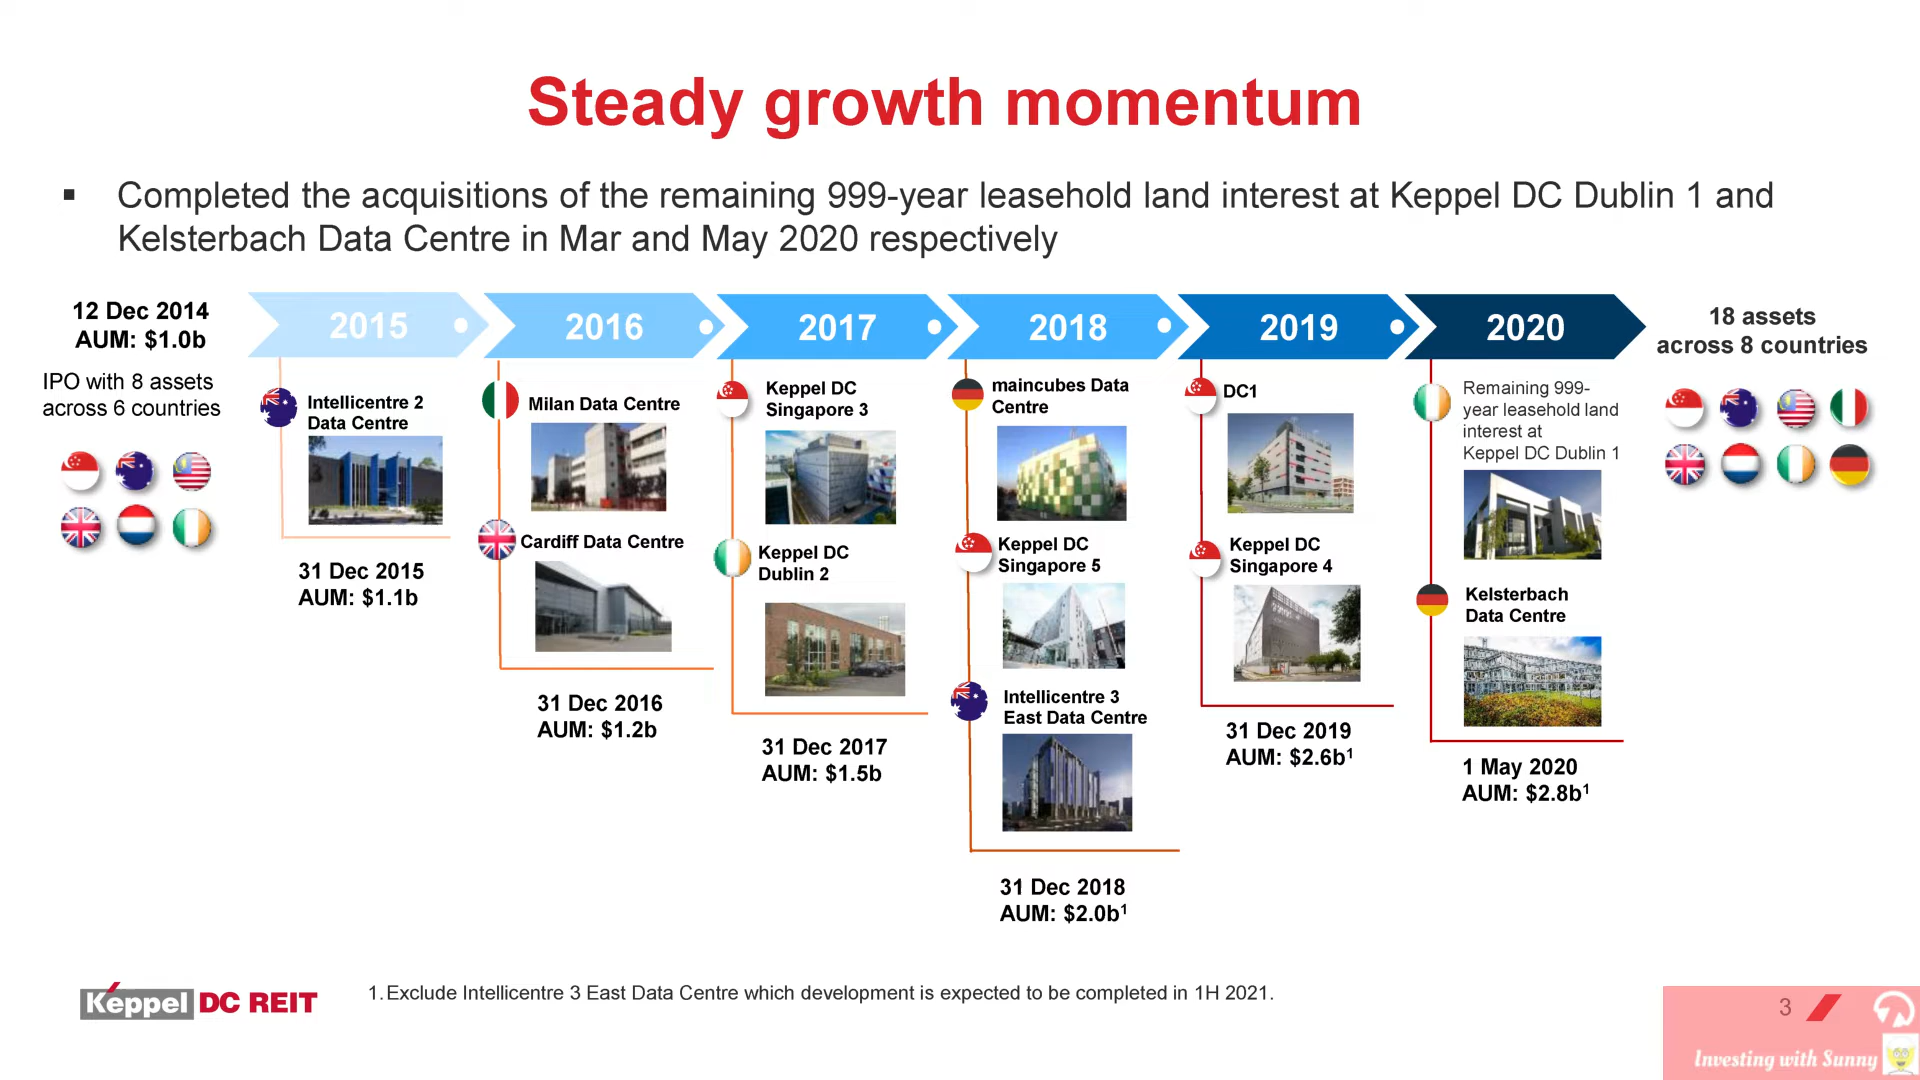 Steady growth momentum
▪ Completed the acquisitions of the remaining 999-year leasehold land interest at Keppel DC Dublin 1 and
Kelsterbach Data Centre in Mar and May 2020 respectively
12 Dec 2014
AUM: $1.0b
IPO with 8 assets
across 6 countries
2015
Intellicentre 2
Data Centre
31 Dec 2015
AUM: $1.1b
2016
Milan Data Centre
Cardiff Data Centre
31 Dec 2016
AUM: $1.2b
2017
Keppel DC
Singapore 3
Keppel DC
Dublin 2
31 Dec 2017
AUM: $1.5b
2018
maincubes Data
Centre
Keppel DC
Singapore 5
Intellicentre 3
East Data Centre
31 Dec 2018
AUM: $2.0b¹
2019
DC1
Keppel DC
Singapore 4
31 Dec 2019
AUM: $2.6b¹
2020
Remaining 999-
year leasehold land
interest at
Keppel DC Dublin 1
Kelsterbach
Data Centre
1 May 2020
AUM: $2.8b¹
18 assets
across 8 countries
Keppel DC REIT
1. Exclude Intellicentre 3 East Data Centre which development is expected to be completed in 1H 2021.
3
Investing with Sunny